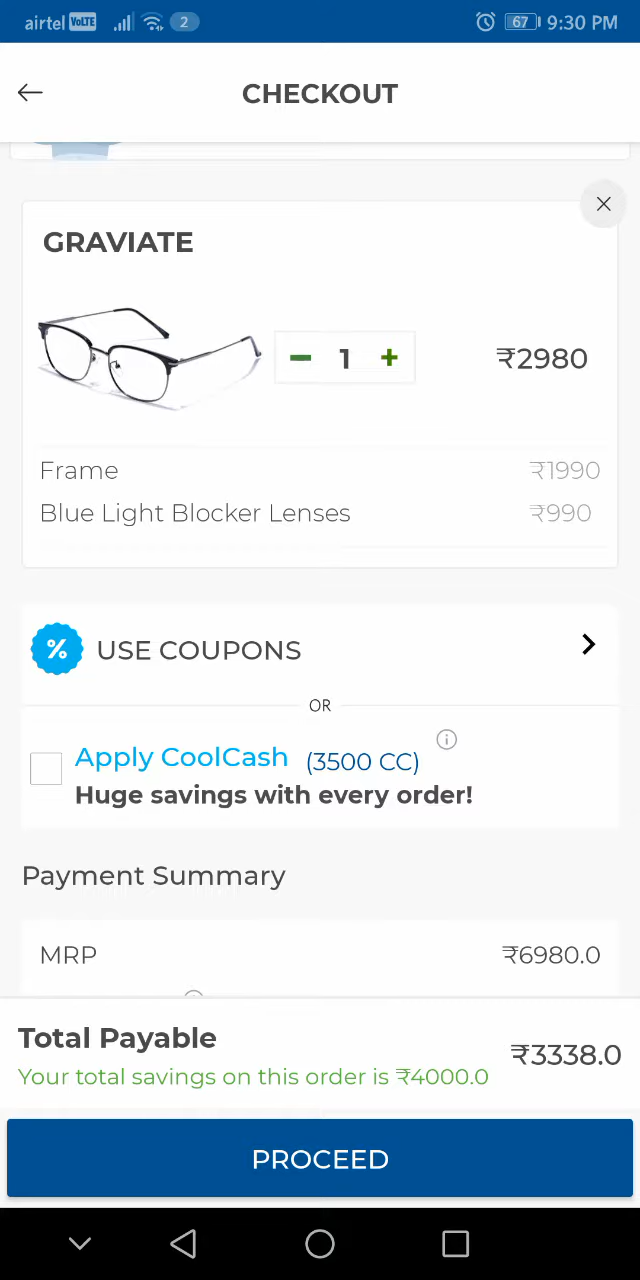 airtel VoLTE 2 67 9:30 PM
CHECKOUT
GRAVIATE
1
₹2980
Frame ₹1990
Blue Light Blocker Lenses ₹990
% USE COUPONS
OR
Apply CoolCash (3500 CC)
Huge savings with every order!
Payment Summary
MRP ₹6980.0
Total Payable
₹3338.0
Your total savings on this order is ₹4000.0
PROCEED